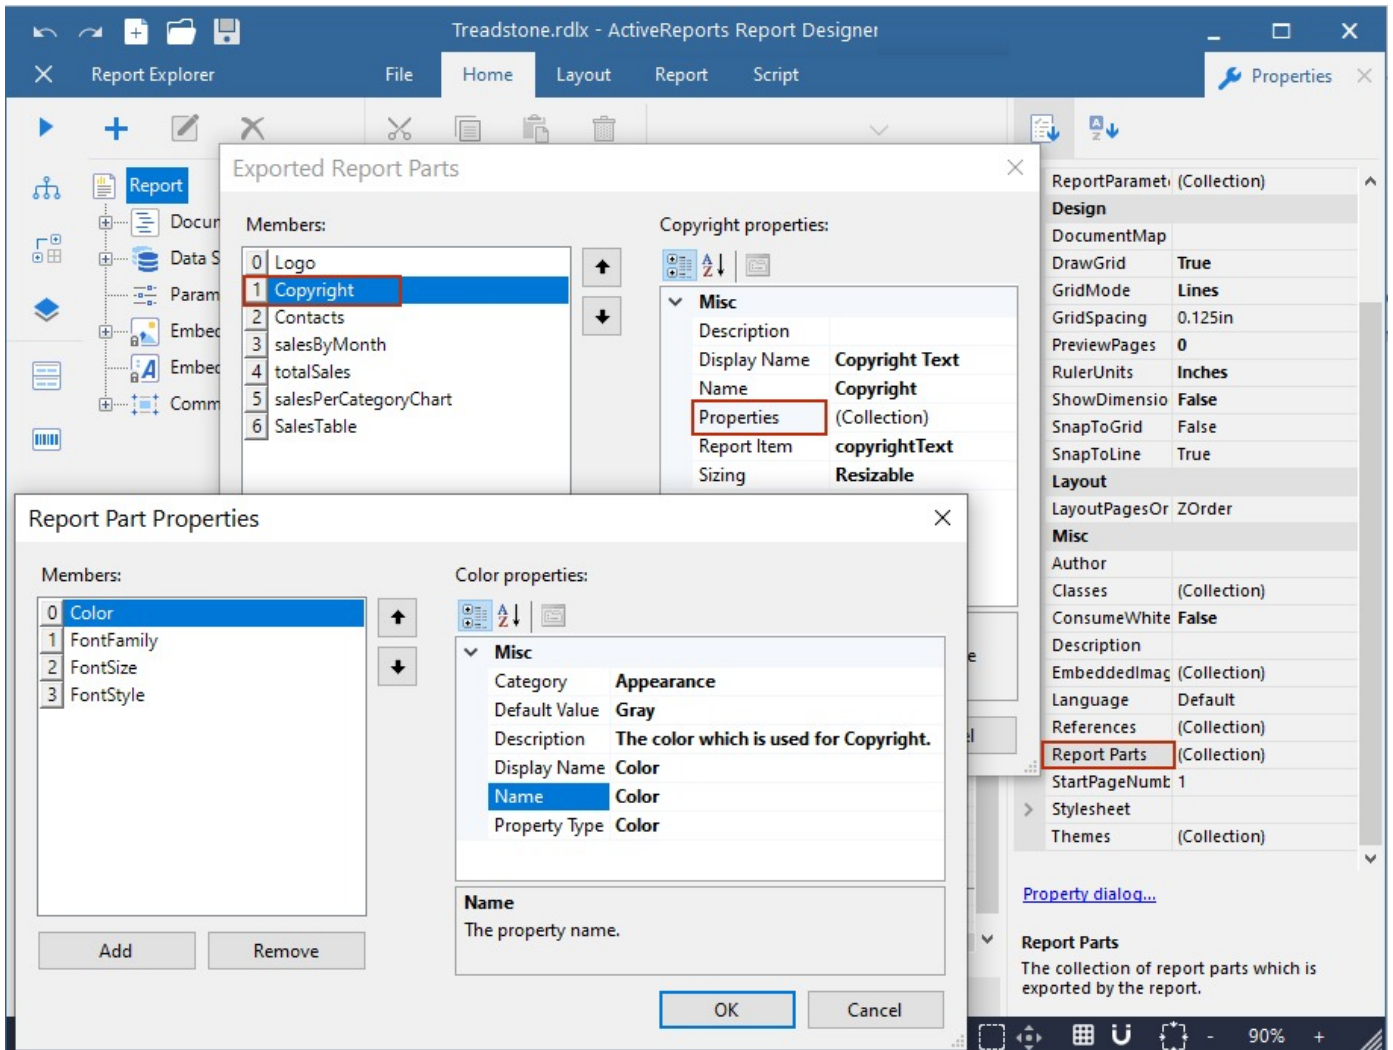 Treadstone.rdlx - ActiveReports Report Designer
Report Explorer
File
Home
Layout
Report
Script
Properties
Report
Docur
Data S
Param
Embec
Embec
Comm
Exported Report Parts
Members:
0 Logo
1 Copyright
2 Contacts
3 salesByMonth
4 totalSales
5 salesPerCategoryChart
6 SalesTable
Copyright properties:
Misc
Description
Display Name Copyright Text
Name Copyright
Properties (Collection)
Report Item copyrightText
Sizing Resizable
Report Part Properties
Members:
0 Color
1 FontFamily
2 FontSize
3 FontStyle
Add
Remove
Color properties:
Misc
Category Appearance
Default Value Gray
Description The color which is used for Copyright.
Display Name Color
Name Color
Property Type Color
Name
The property name.
OK
Cancel
ReportParamet (Collection)
Design
DocumentMap
DrawGrid True
GridMode Lines
GridSpacing 0.125in
PreviewPages 0
RulerUnits Inches
ShowDimensio False
SnapToGrid False
SnapToLine True
Layout
LayoutPagesOr ZOrder
Misc
Author
Classes (Collection)
ConsumeWhite False
Description
EmbeddedImag (Collection)
Language Default
References (Collection)
Report Parts (Collection)
StartPageNumb 1
Stylesheet
Themes (Collection)
Property dialog...
Report Parts
The collection of report parts which is
exported by the report.
- 90% +